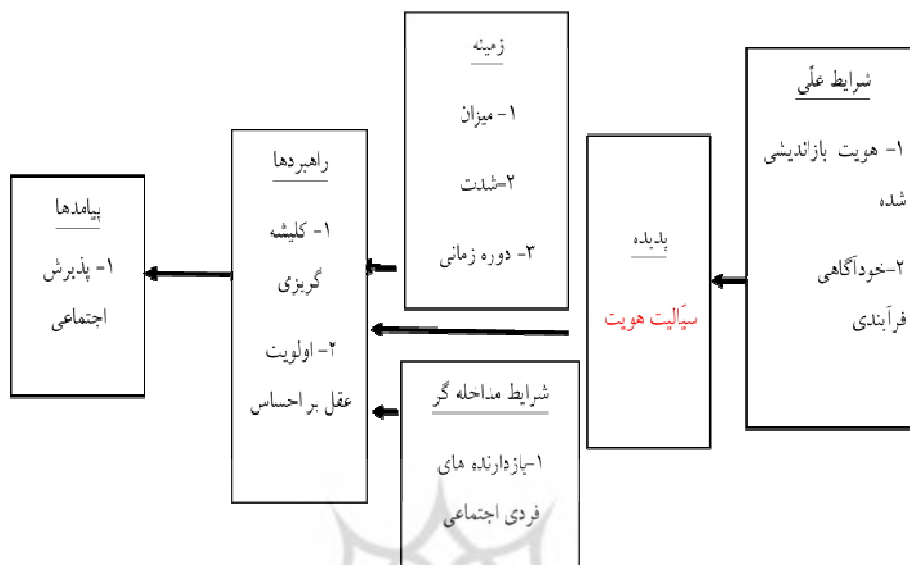 شرایط علّی
۱- هویت بازاندیشی
شده
۲-خودآگاهی
فرآیندی
پدیده
سیّالیت هویت
زمینه
۱- میزان
۲-شدت
۳- دوره زمانی
شرایط مداخله گر
۱-بازدارنده های
فردی اجتماعی
راهبردها
۱- کلیشه
گریزی
۲- اولویت
عقل بر احساس
پیامدها
۱- پذیرش
اجتماعی